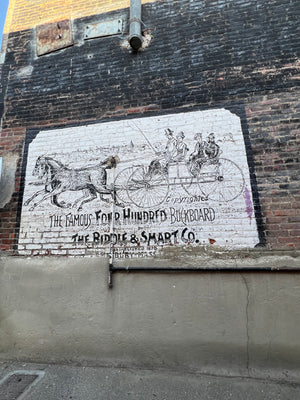 Copyrighted
The Famous Four Hundred Buckboard
The Biddle & Smart Co.